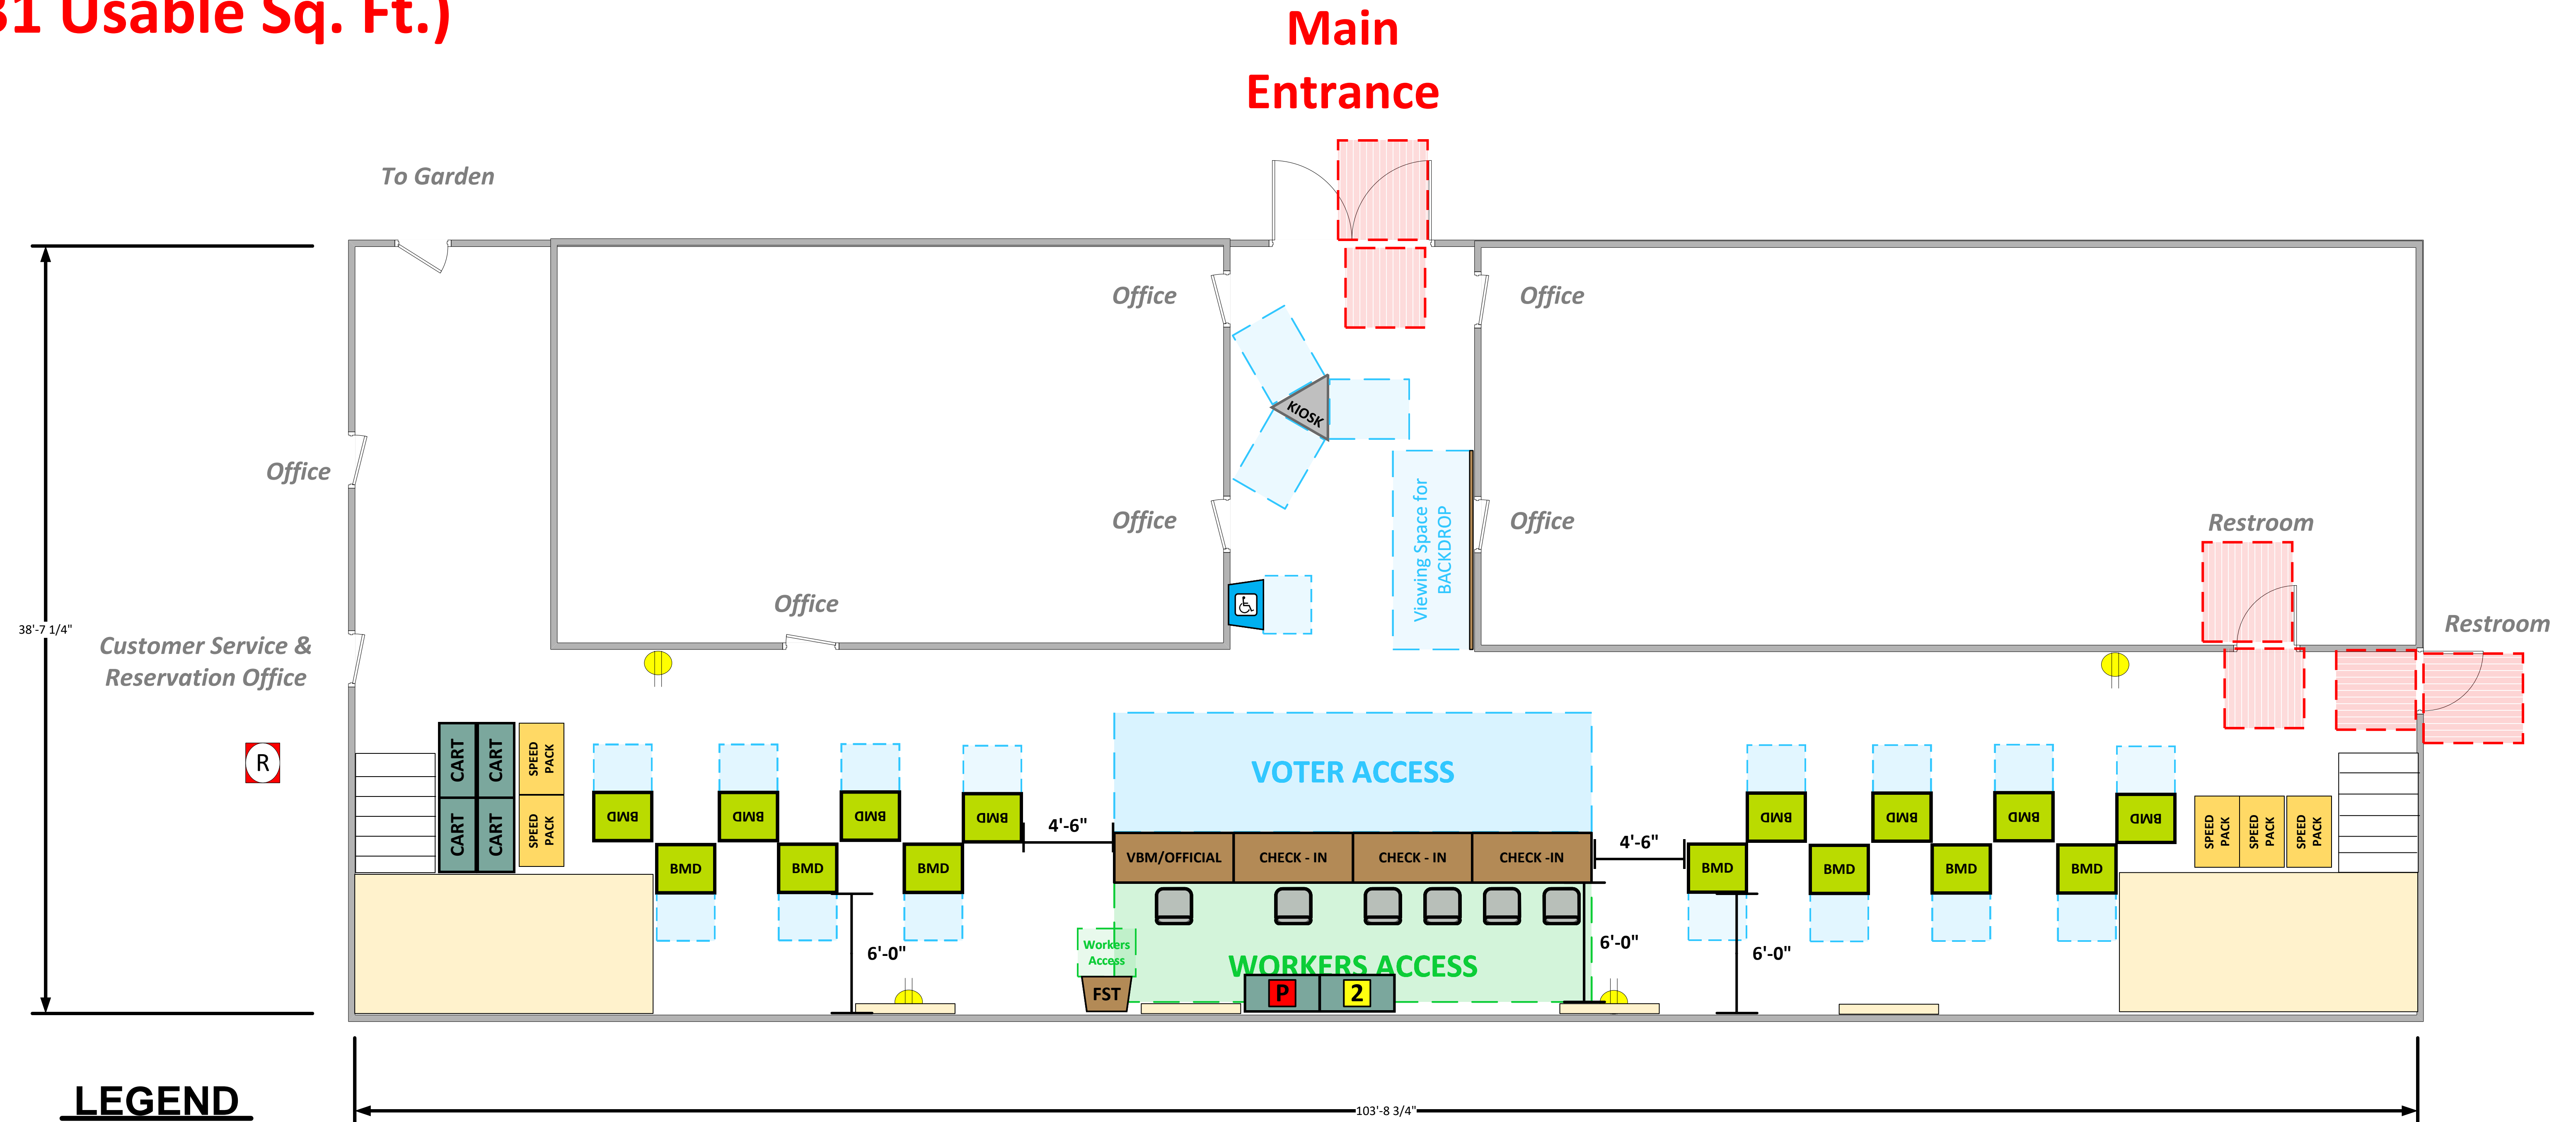 31 Usable Sq. Ft.)
Main
Entrance
To Garden
Office
Office
KIOSK
Office
Office
Office
Viewing Space for
BACKDROP
Office
Restroom
Office
Restroom
38'-7 1/4"
Customer Service &
Reservation Office
R
CART
CART
SPEED
PACK
CART
CART
SPEED
PACK
BMD
BMD
BMD
BMD
BMD
BMD
BMD
4'-6"
VOTER ACCESS
VBM/OFFICIAL
CHECK - IN
CHECK - IN
CHECK -IN
4'-6"
BMD
BMD
BMD
BMD
BMD
BMD
BMD
BMD
SPEED
PACK
SPEED
PACK
SPEED
PACK
6'-0"
Workers
Access
WORKERS ACCESS
6'-0"
6'-0"
FST
P
2
LEGEND
103'-8 3/4"